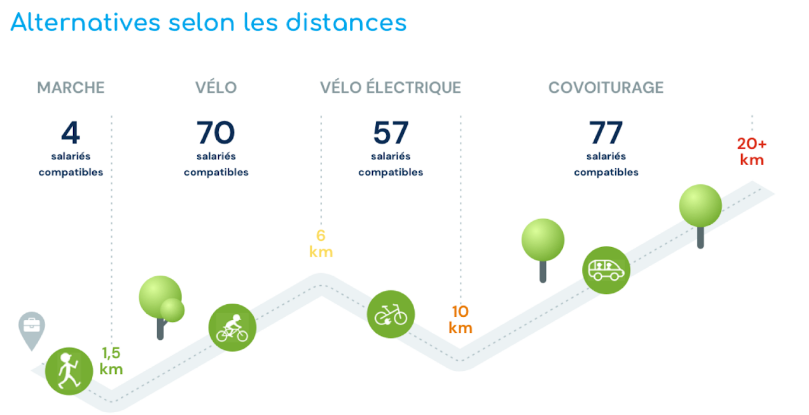 Alternatives selon les distances
MARCHE
VÉLO
VÉLO ÉLECTRIQUE
COVOITURAGE
4
salariés
compatibles
70
salariés
compatibles
57
salariés
compatibles
77
salariés
compatibles
20+
km
6
km
10
km
1,5
km